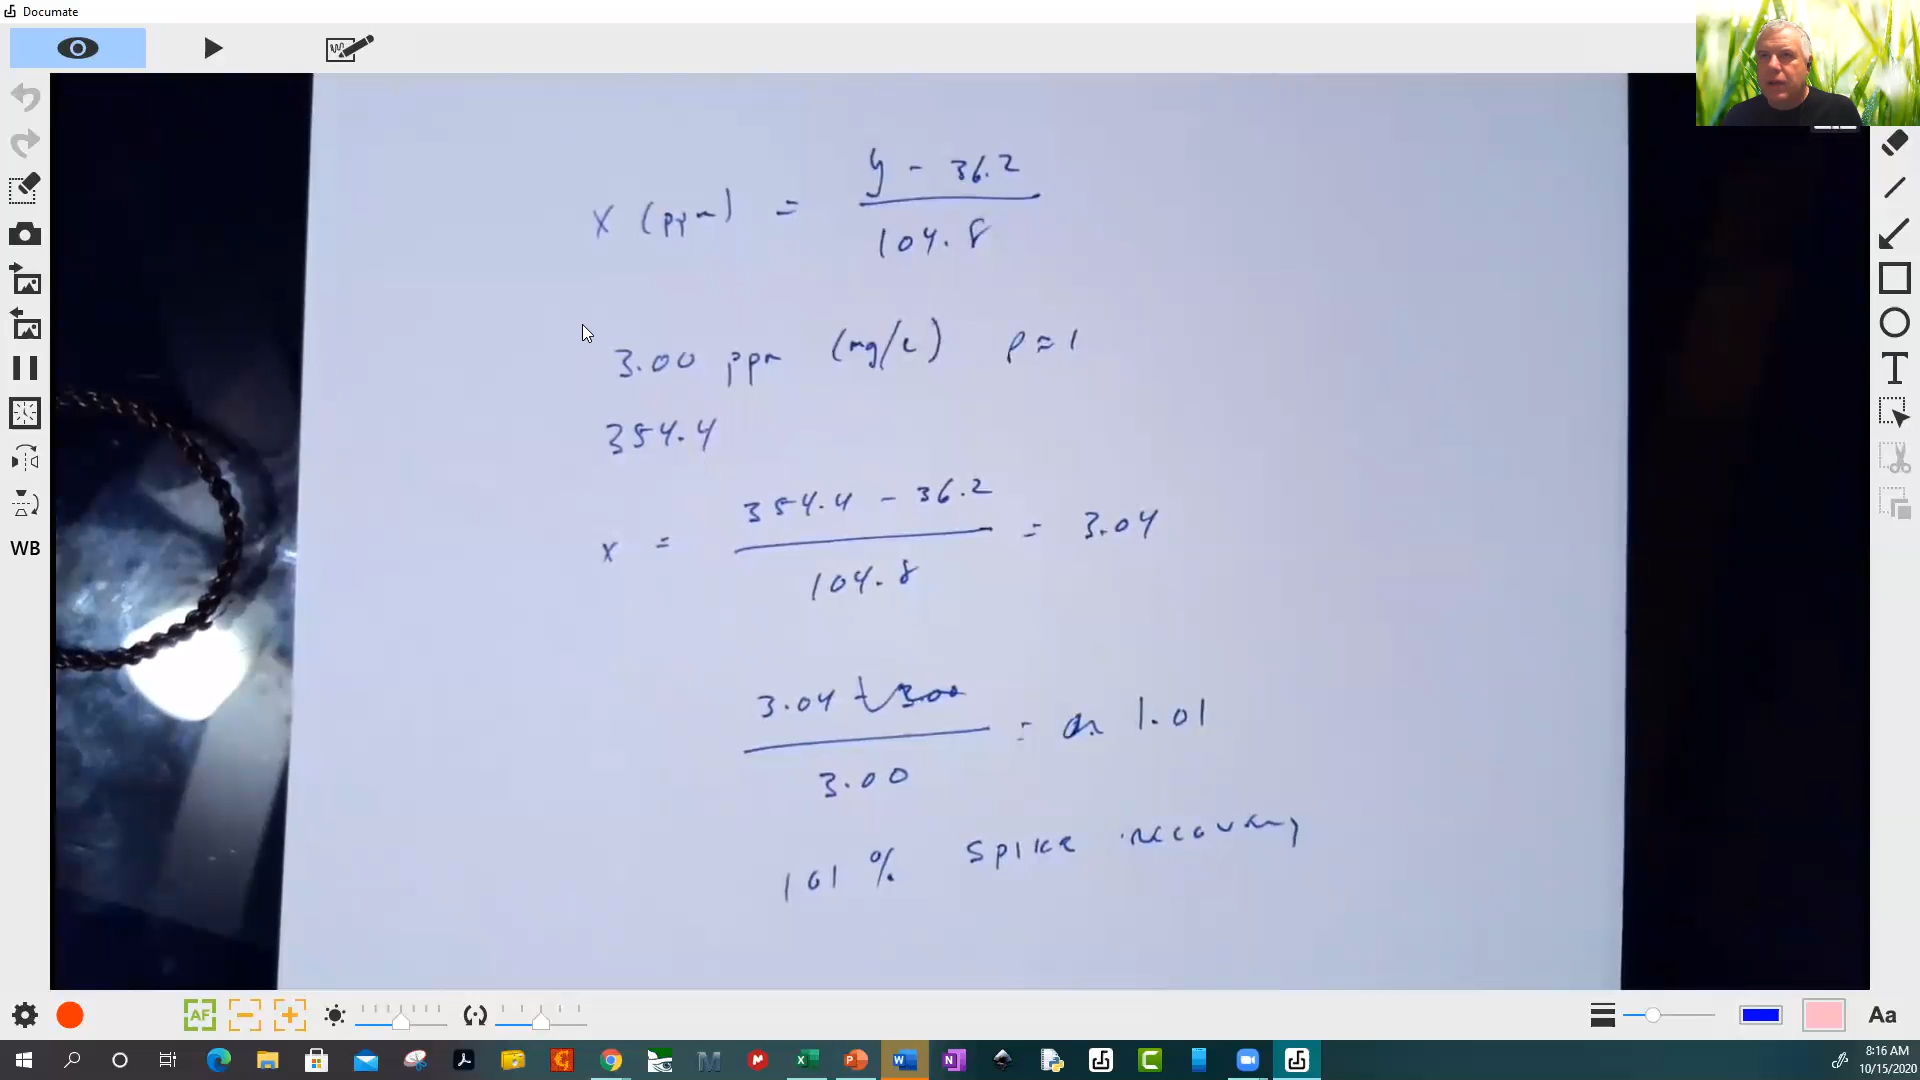 Documate
x (ppm) = y - 36.2
104.8
3.00 ppm (mg/L) ρ ≈ 1
354.4
x = 354.4 - 36.2 = 3.04
104.8
3.04 = 1.01
3.00
101 % spike recovery
WB
T
AF
Aa
8:16 AM
10/15/2020